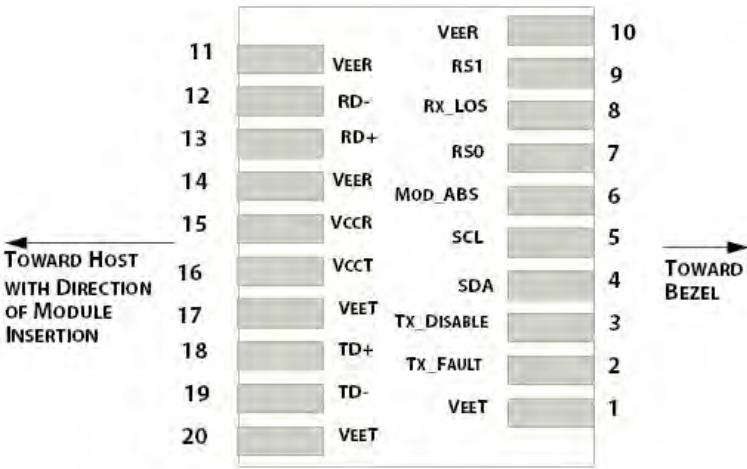 11 VEER
12 RD-
13 RD+
14 VEER
15 VCCR
16 VCCT
17 VEET
18 TD+
19 TD-
20 VEET
VEER 10
RS1 9
RX_LOS 8
RS0 7
MOD_ABS 6
SCL 5
SDA 4
TX_DISABLE 3
TX_FAULT 2
VEET 1
TOWARD HOST
WITH DIRECTION
OF MODULE
INSERTION
TOWARD
BEZEL